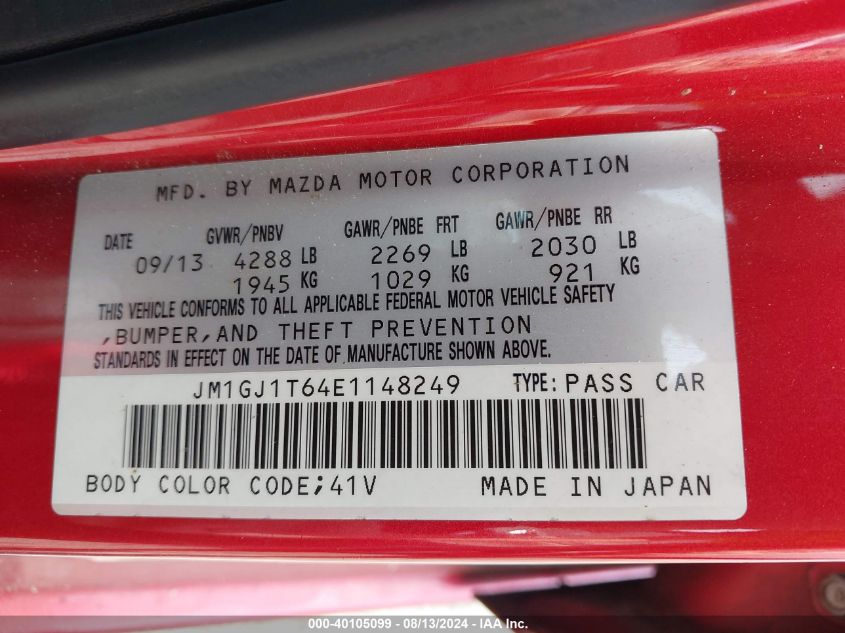 MFD. BY MAZDA MOTOR CORPORATION
DATE GVWR/PNBV GAWR/PNBE FRT GAWR/PNBE RR
09/13 4288 LB 2269 LB 2030 LB
1945 KG 1029 KG 921 KG
THIS VEHICLE CONFORMS TO ALL APPLICABLE FEDERAL MOTOR VEHICLE SAFETY
,BUMPER,AND THEFT PREVENTION
STANDARDS IN EFFECT ON THE DATE OF MANUFACTURE SHOWN ABOVE.
JM1GJ1T64E1148249 TYPE: PASS CAR
BODY COLOR CODE;41V MADE IN JAPAN
000-40105099 - 08/13/2024 - IAAI, Inc.